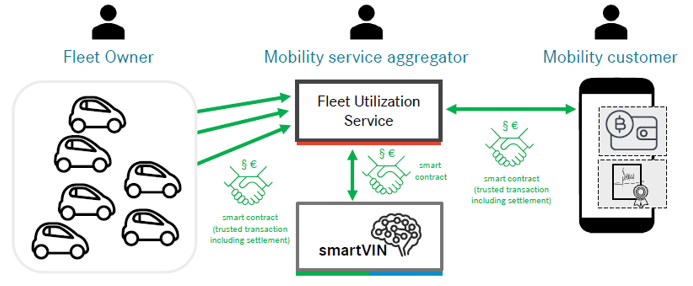 Fleet Owner
Mobility service aggregator
Mobility customer
Fleet Utilization
Service
§ €
smart contract
(trusted transaction
including settlement)
§ €
smart
contract
§ €
smart contract
(trusted transaction
including settlement)
smartVIN